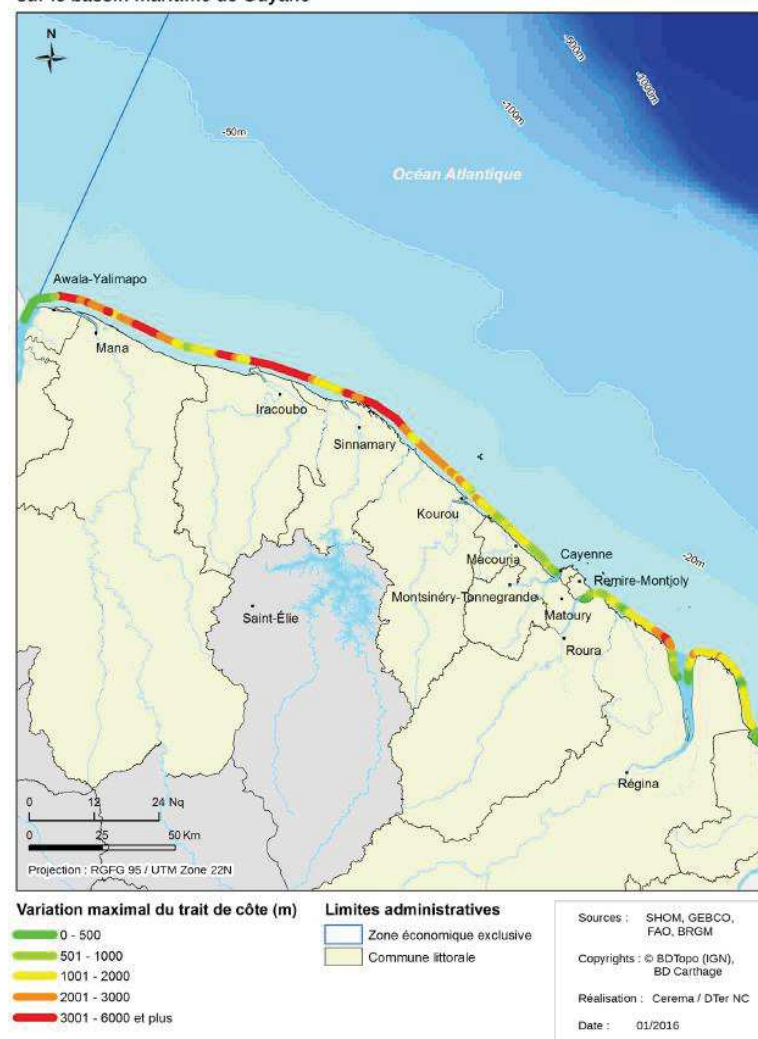 sur le bassin maritime de Guyane
N
-500m
-1000m
-100m
-50m
Océan Atlantique
Awala-Yalimapo
Mana
Iracoubo
Sinnamary
Kourou
Macouria
Cayenne
-20m
Remire-Montjoly
Montsinéry-Tonnegrande
Matoury
Saint-Élie
Roura
Régina
0 12 24 Nq
0 25 50 Km
Projection : RGFG 95 / UTM Zone 22N
Variation maximal du trait de côte (m)
0 - 500
501 - 1000
1001 - 2000
2001 - 3000
3001 - 6000 et plus
Limites administratives
Zone économique exclusive
Commune littorale
Sources : SHOM, GEBCO,
FAO, BRGM
Copyrights : © BDTopo (IGN),
BD Carthage
Réalisation : Cerema / DTer NC
Date : 01/2016